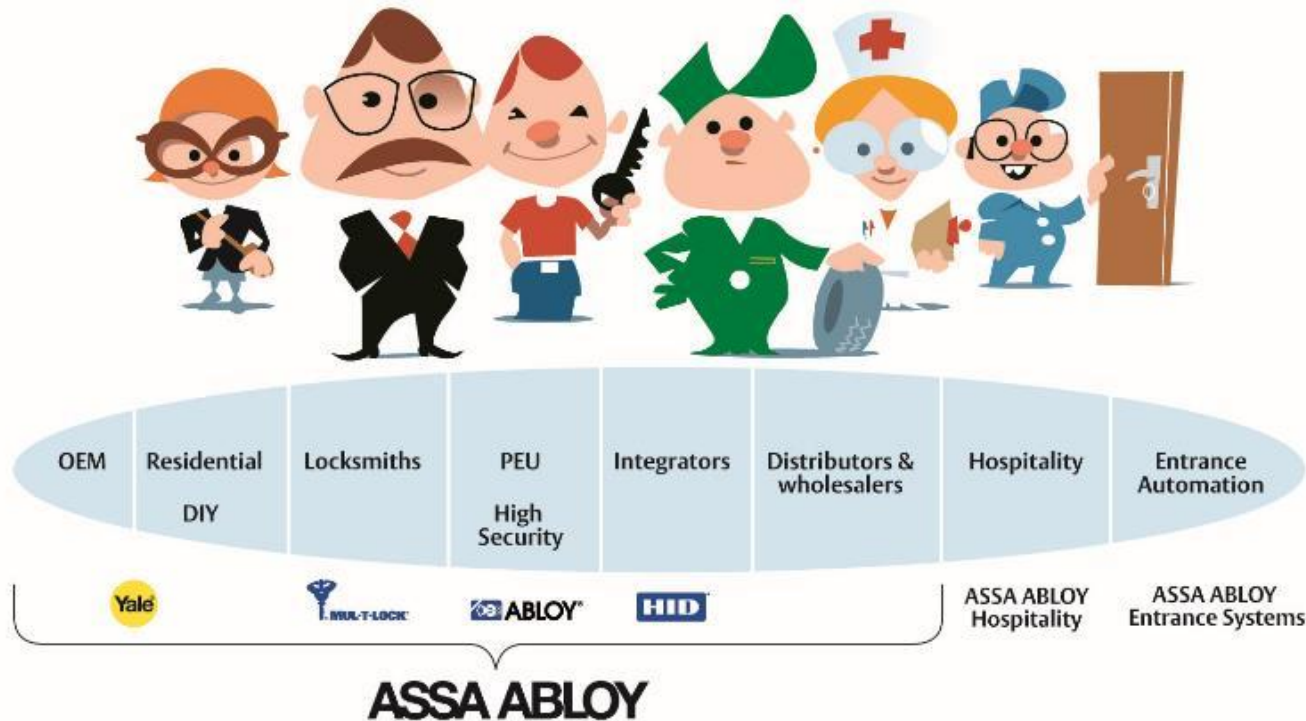 OEM
Residential
DIY
Locksmiths
PEU
High
Security
Integrators
Distributors &
wholesalers
Hospitality
Entrance
Automation
Yale®
MUL-T-LOCK®
ABLOY®
HID®
ASSA ABLOY
Hospitality
ASSA ABLOY
Entrance Systems
ASSA ABLOY